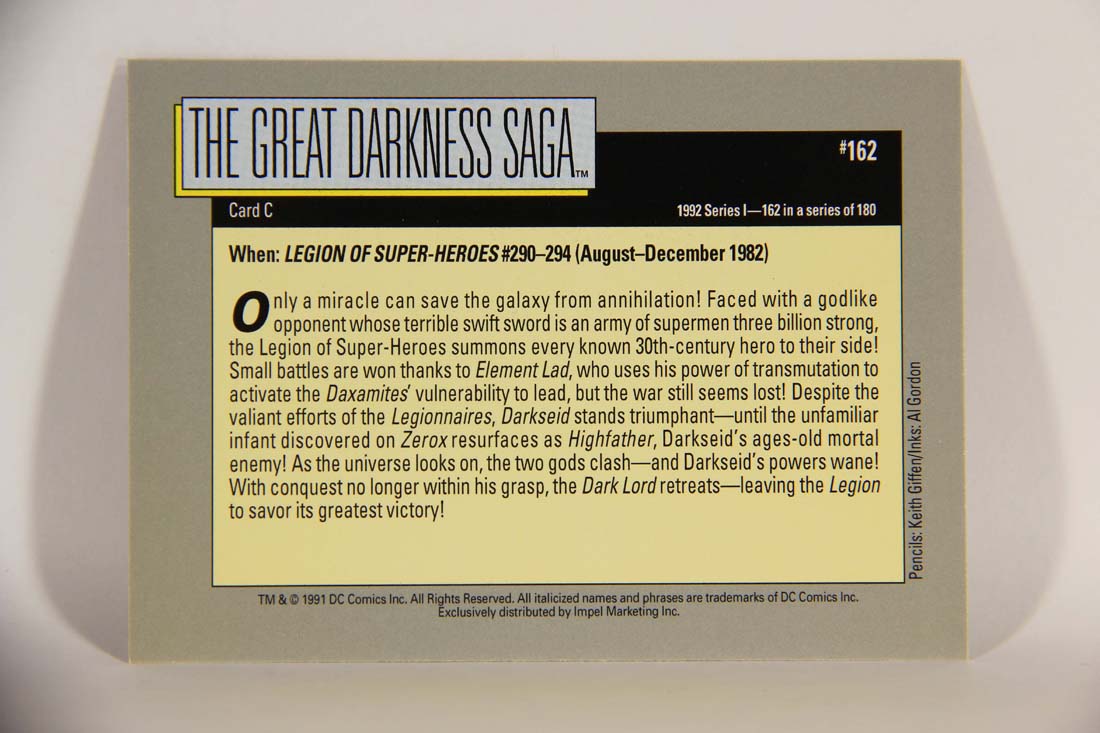 THE GREAT DARKNESS SAGA™
#162
Card C
1992 Series I—162 in a series of 180
When: LEGION OF SUPER-HEROES #290–294 (August–December 1982)
Only a miracle can save the galaxy from annihilation! Faced with a godlike
opponent whose terrible swift sword is an army of supermen three billion strong,
the Legion of Super-Heroes summons every known 30th-century hero to their side!
Small battles are won thanks to Element Lad, who uses his power of transmutation to
activate the Daxamites' vulnerability to lead, but the war still seems lost! Despite the
valiant efforts of the Legionnaires, Darkseid stands triumphant—until the unfamiliar
infant discovered on Zerox resurfaces as Highfather, Darkseid's ages-old mortal
enemy! As the universe looks on, the two gods clash—and Darkseid's powers wane!
With conquest no longer within his grasp, the Dark Lord retreats—leaving the Legion
to savor its greatest victory!
Pencils: Keith Giffen/Inks: Al Gordon
TM & © 1991 DC Comics Inc. All Rights Reserved. All italicized names and phrases are trademarks of DC Comics Inc.
Exclusively distributed by Impel Marketing Inc.